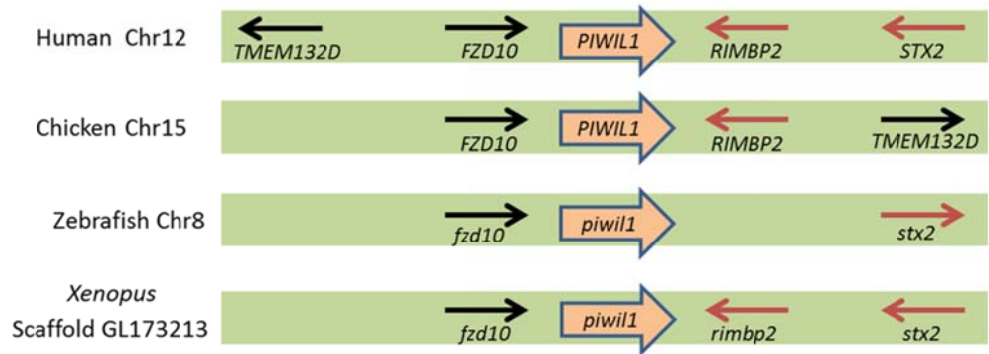 Human Chr12
TMEM132D FZD10 PIWIL1 RIMBP2 STX2
Chicken Chr15
FZD10 PIWIL1 RIMBP2 TMEM132D
Zebrafish Chr8
fzd10 piwil1 stx2
Xenopus
Scaffold GL173213
fzd10 piwil1 rimbp2 stx2